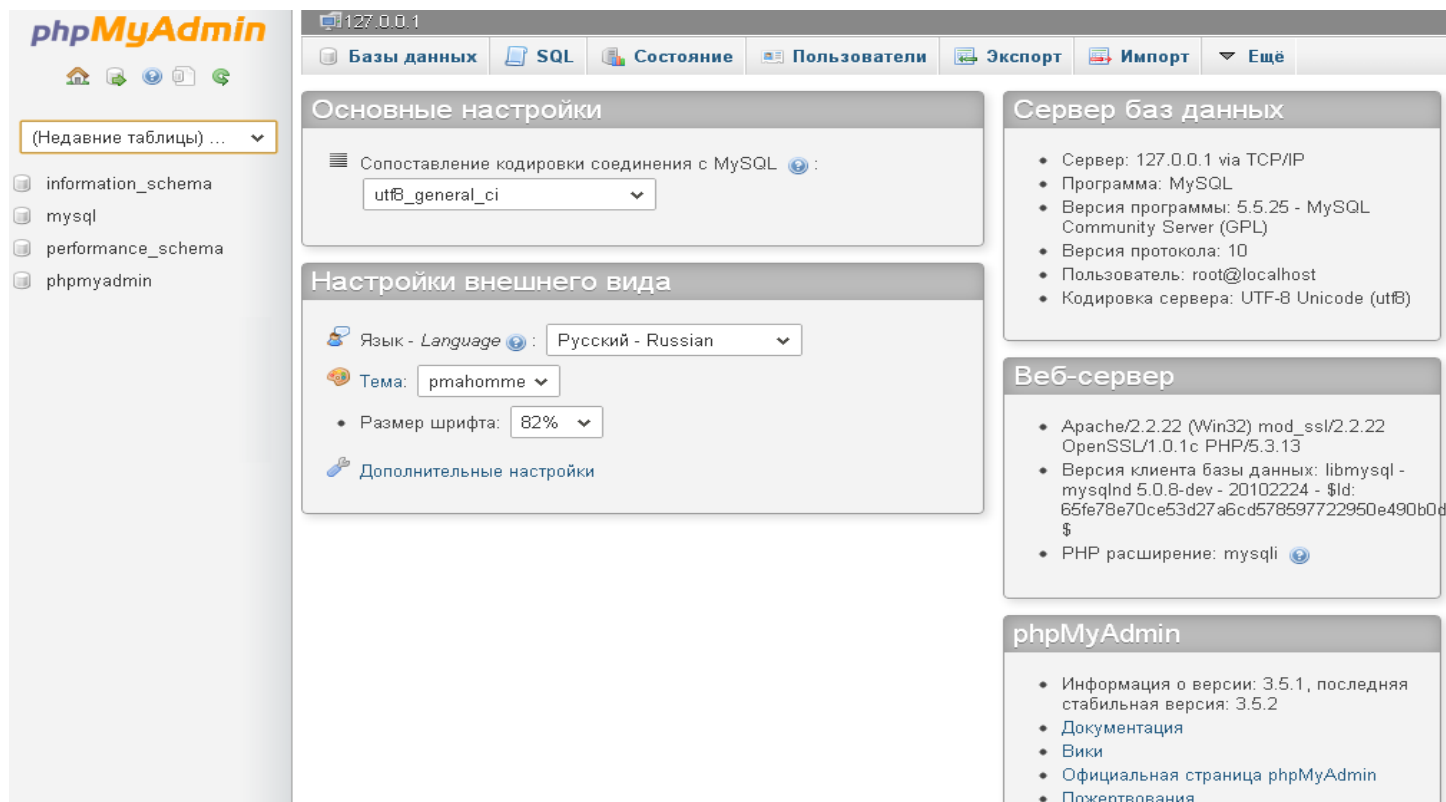 phpMyAdmin
(Недавние таблицы) ...
information_schema
mysql
performance_schema
phpmyadmin
127.0.0.1
Базы данных SQL Состояние Пользователи Экспорт Импорт Ещё
Основные настройки
Сопоставление кодировки соединения с MySQL :
utf8_general_ci
Настройки внешнего вида
Язык - Language : Русский - Russian
Тема: pmahomme
Размер шрифта: 82%
Дополнительные настройки
Сервер баз данных
Сервер: 127.0.0.1 via TCP/IP
Программа: MySQL
Версия программы: 5.5.25 - MySQL
Community Server (GPL)
Версия протокола: 10
Пользователь: root@localhost
Кодировка сервера: UTF-8 Unicode (utf8)
Веб-сервер
Apache/2.2.22 (Win32) mod_ssl/2.2.22
OpenSSL/1.0.1c PHP/5.3.13
Версия клиента базы данных: libmysql -
mysqlnd 5.0.8-dev - 20102224 - $Id:
65fe78e70ce53d27a6cd578597722950e490b0d
$
PHP расширение: mysqli
phpMyAdmin
Информация о версии: 3.5.1, последняя
стабильная версия: 3.5.2
Документация
Вики
Официальная страница phpMyAdmin
Пожертвования